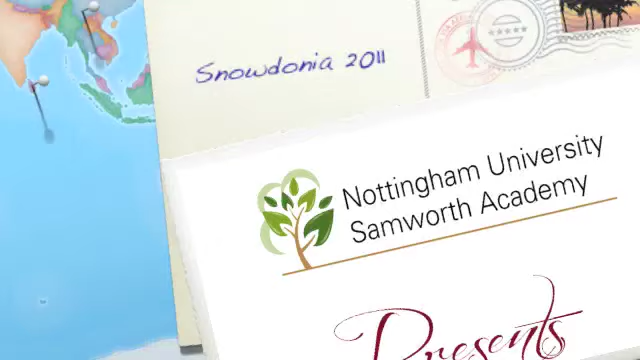 Snowdonia 2011
Nottingham University
Samworth Academy
Presents